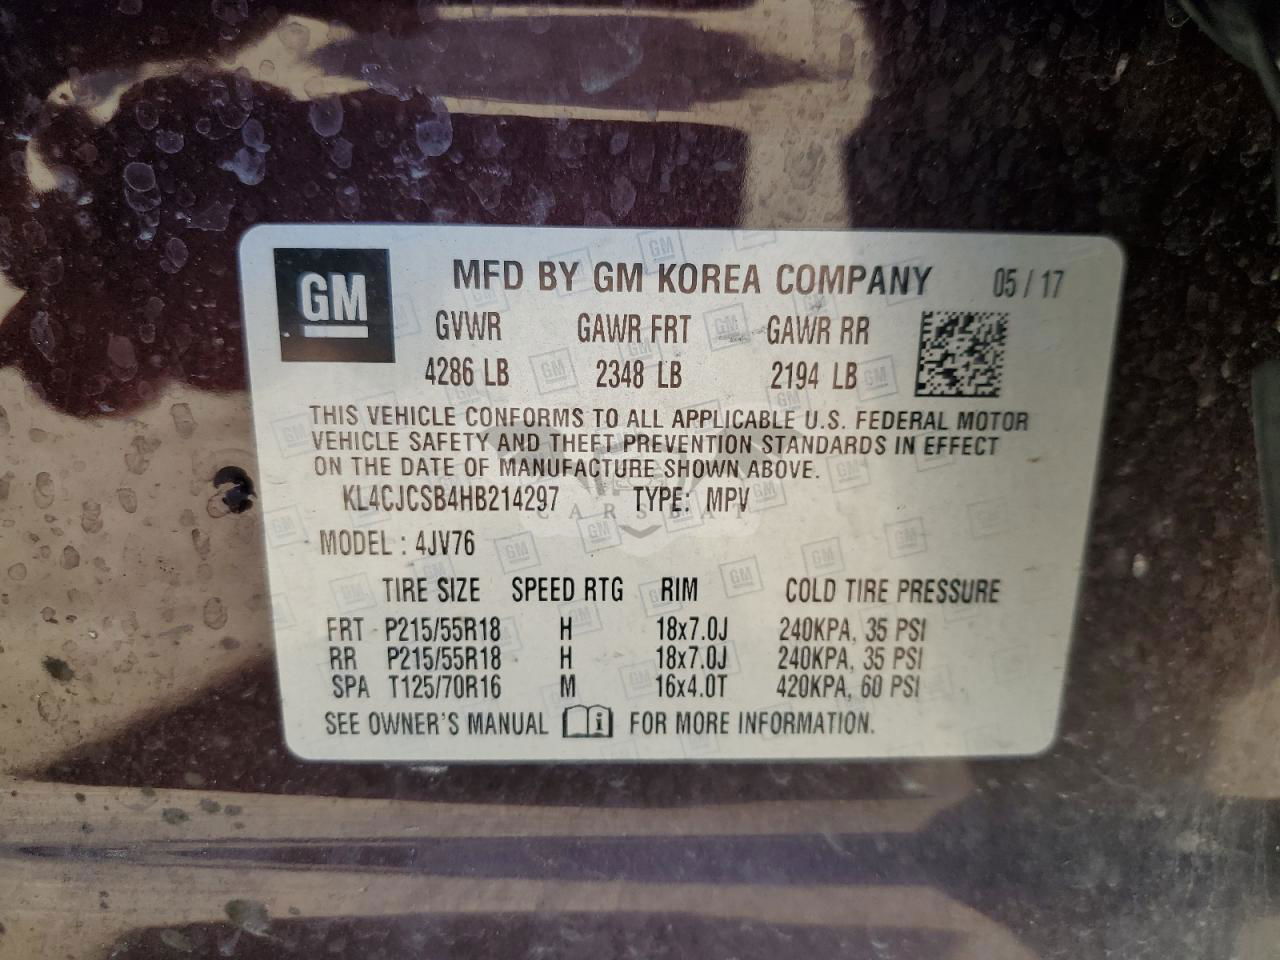 GM MFD BY GM KOREA COMPANY 05 / 17
GVWR GAWR FRT GAWR RR
4286 LB 2348 LB 2194 LB
THIS VEHICLE CONFORMS TO ALL APPLICABLE U.S. FEDERAL MOTOR
VEHICLE SAFETY AND THEFT PREVENTION STANDARDS IN EFFECT
ON THE DATE OF MANUFACTURE SHOWN ABOVE.
KL4CJCSB4HB214297 TYPE: MPV
CARSBAT
MODEL : 4JV76
TIRE SIZE SPEED RTG RIM COLD TIRE PRESSURE
FRT P215/55R18 H 18x7.0J 240KPA, 35 PSI
RR P215/55R18 H 18x7.0J 240KPA, 35 PSI
SPA T125/70R16 M 16x4.0T 420KPA, 60 PSI
SEE OWNER'S MANUAL i FOR MORE INFORMATION.